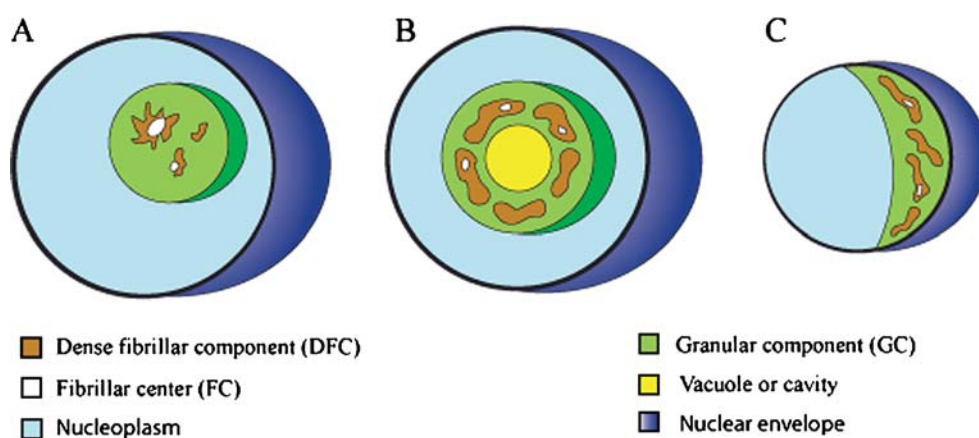 A
B
C
Dense fibrillar component (DFC)
Fibrillar center (FC)
Nucleoplasm
Granular component (GC)
Vacuole or cavity
Nuclear envelope